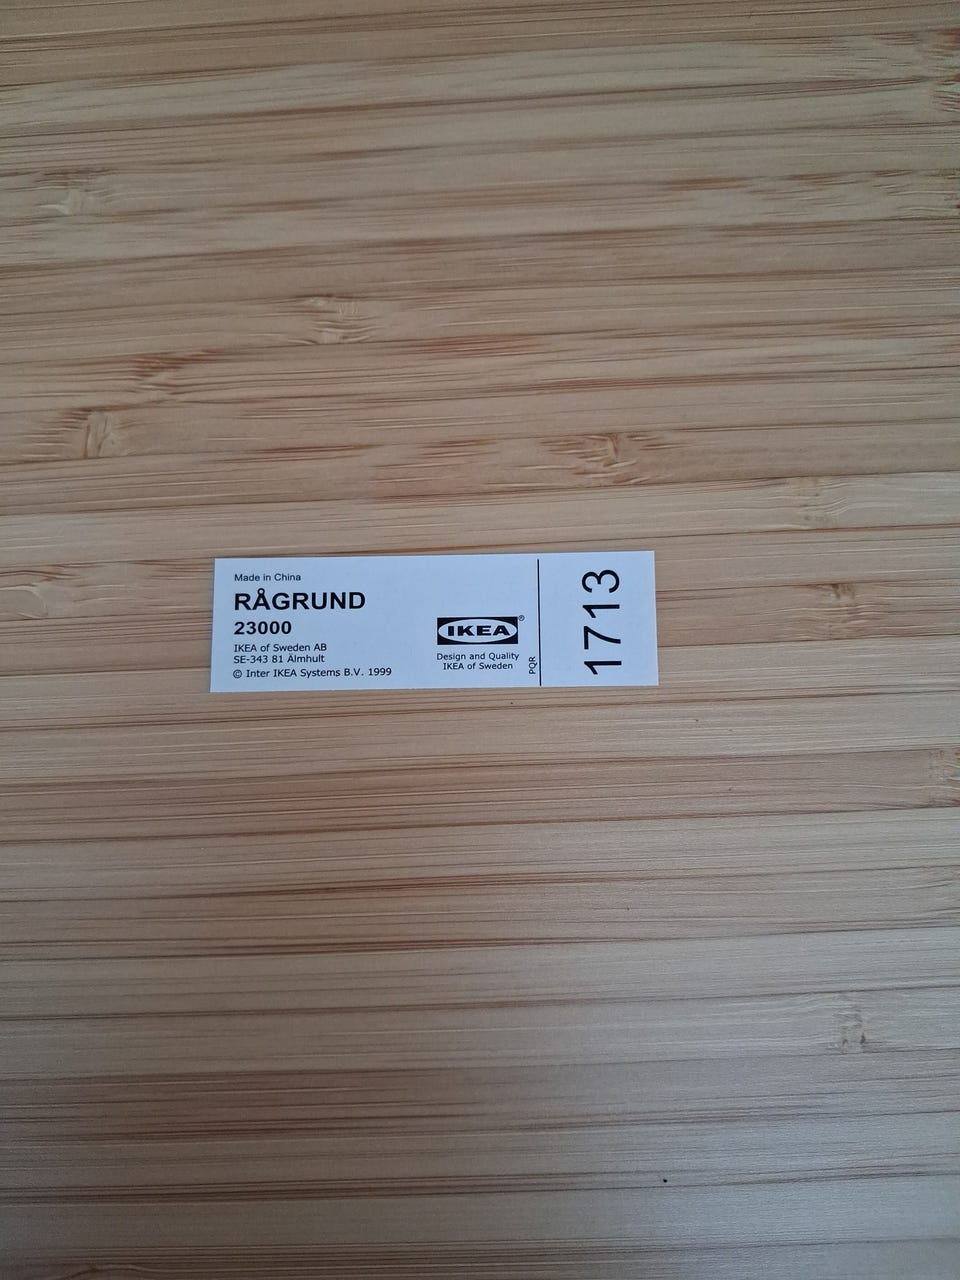 Made in China
RÅGRUND
23000
IKEA of Sweden AB
SE-343 81 Älmhult
© Inter IKEA Systems B.V. 1999
IKEA®
Design and Quality
IKEA of Sweden
PQR
1713